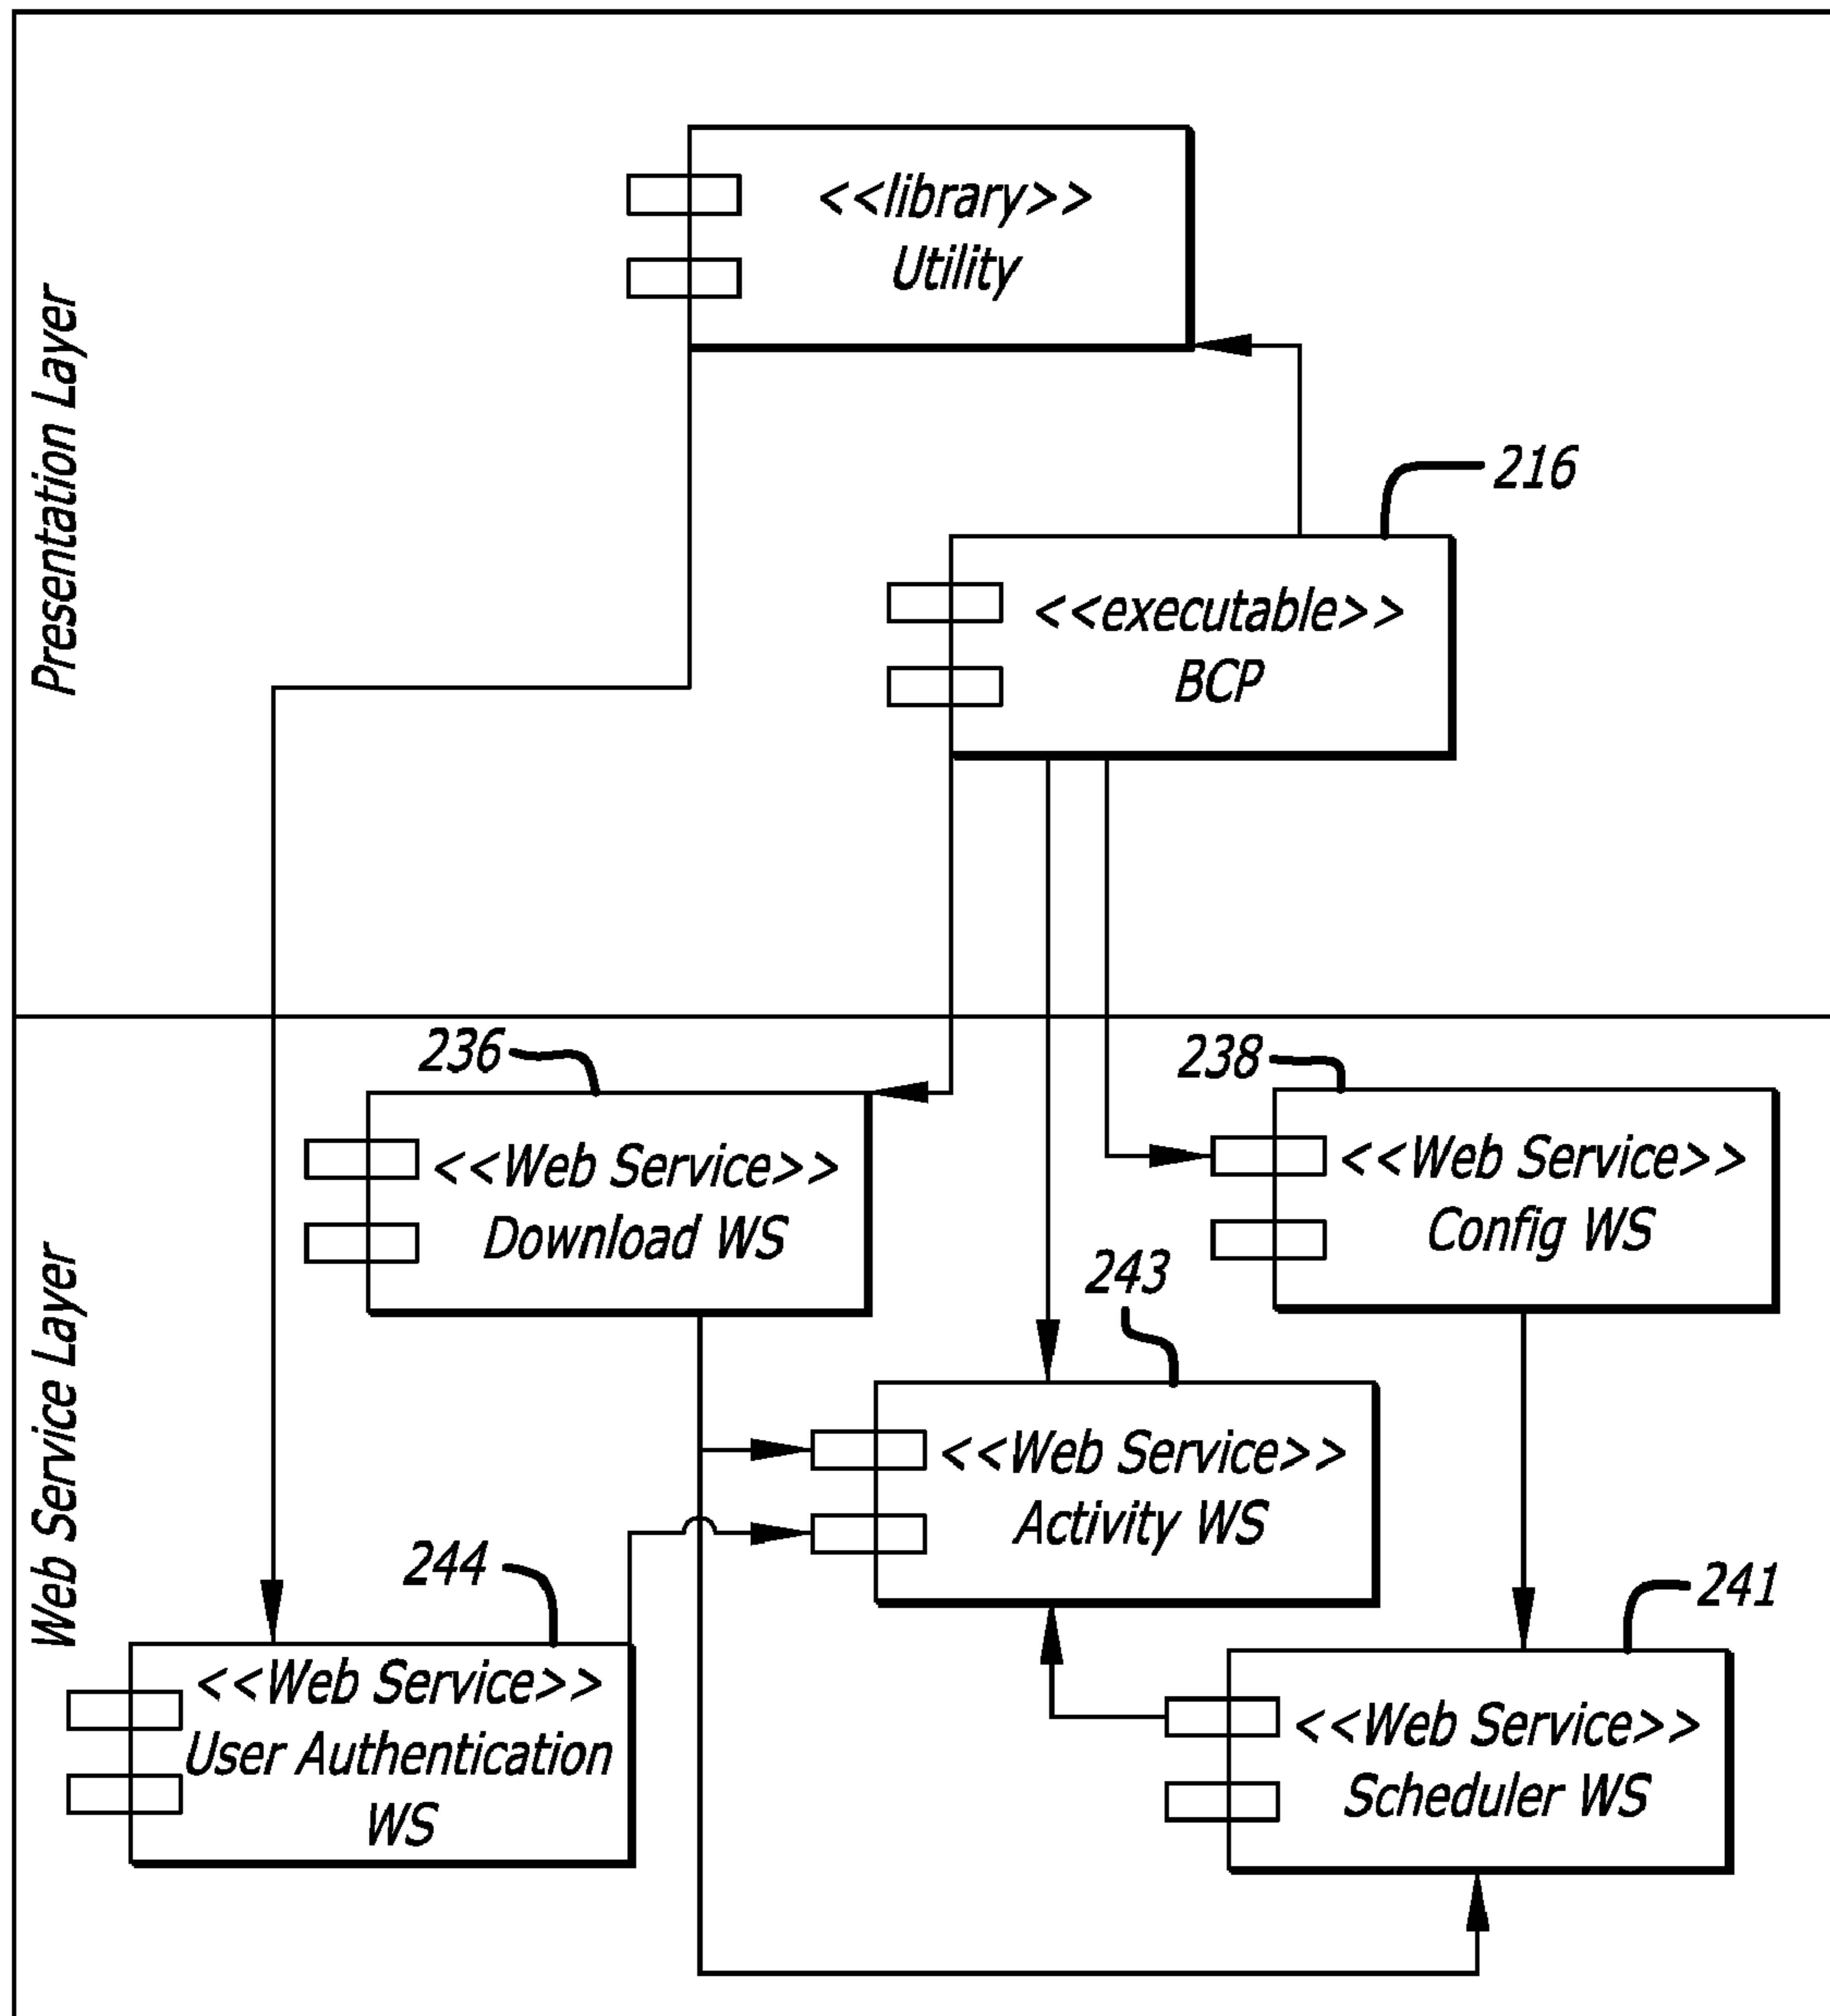 Presentation Layer
<<library>>
Utility
216
<<executable>>
BCP
Web Service Layer
236
<<Web Service>>
Download WS
238
<<Web Service>>
Config WS
243
<<Web Service>>
Activity WS
244
<<Web Service>>
User Authentication
WS
241
<<Web Service>>
Scheduler WS